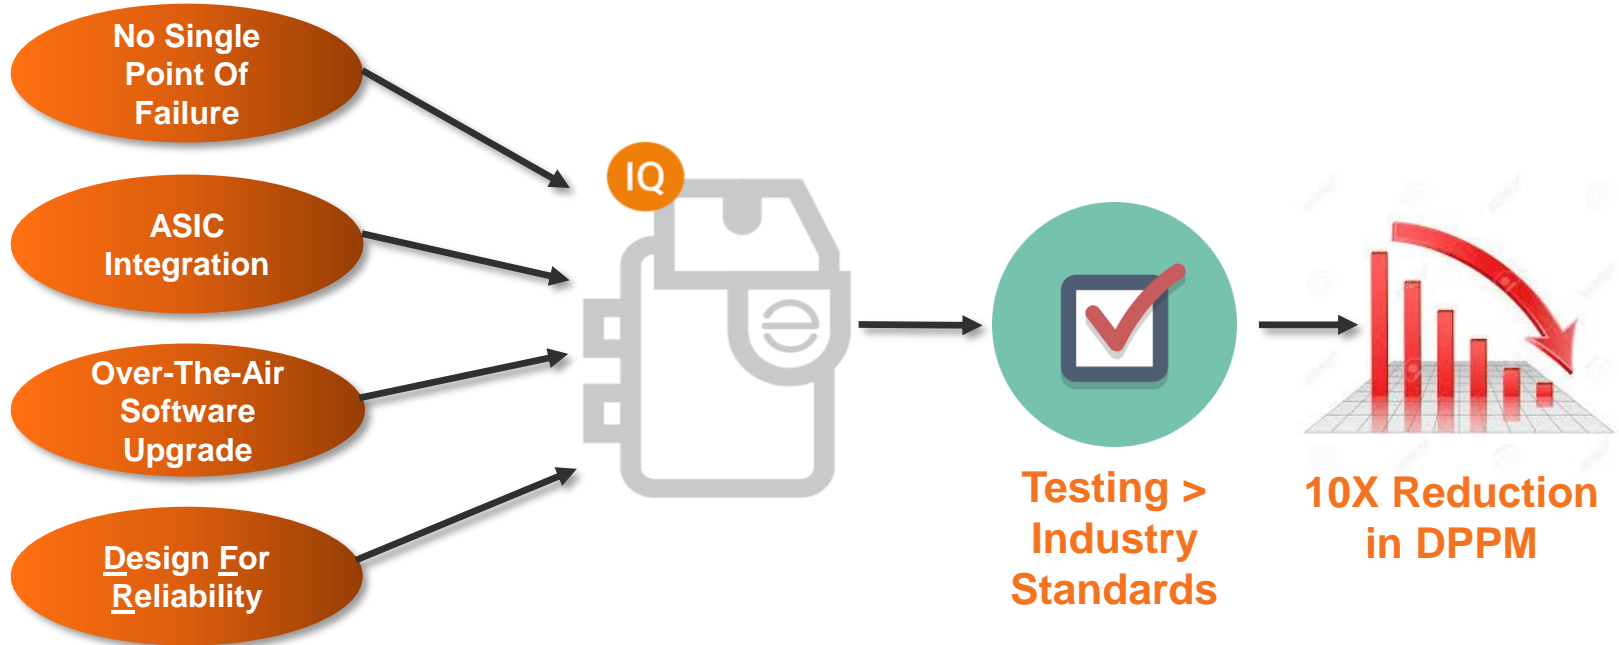 No Single
Point Of
Failure
ASIC
Integration
Over-The-Air
Software
Upgrade
Design For
Reliability
IQ
Testing >
Industry
Standards
10X Reduction
in DPPM